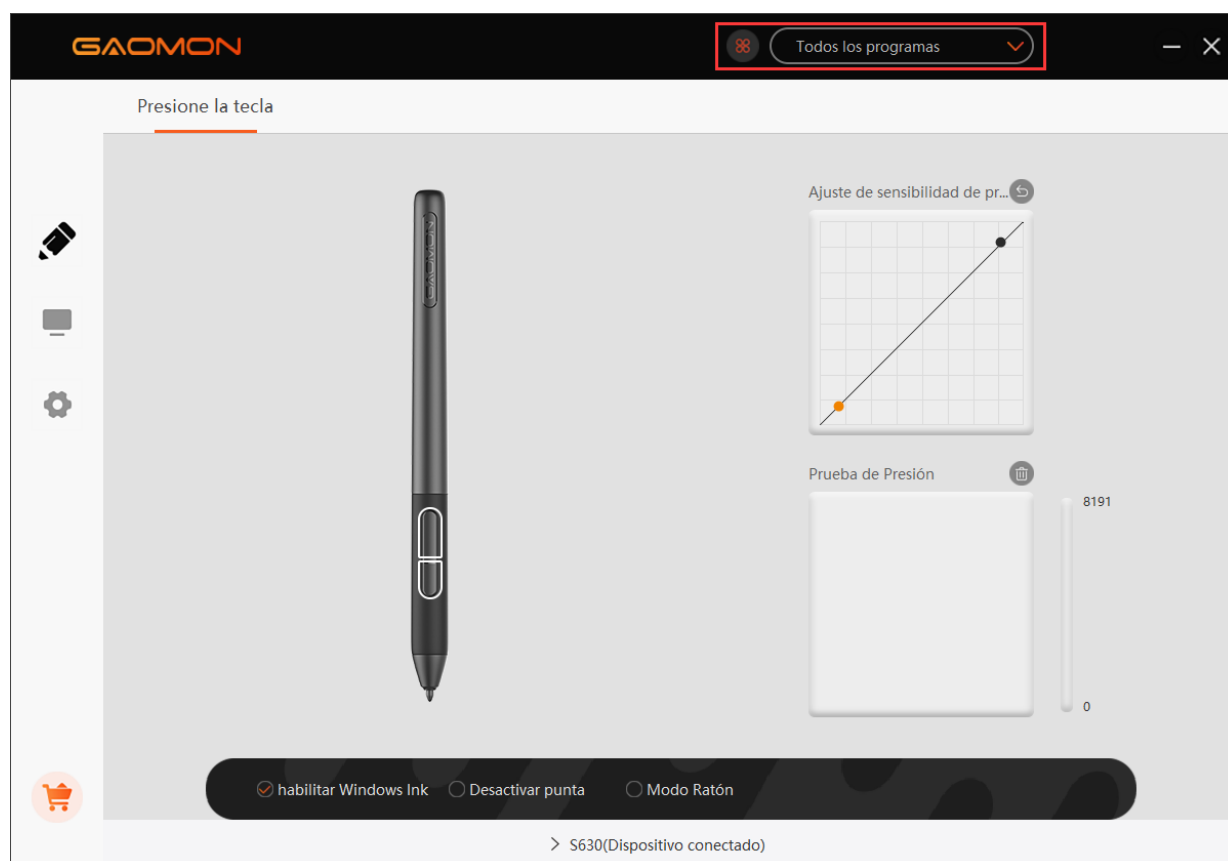 GAOMON
Todos los programas
Presione la tecla
Ajuste de sensibilidad de pr...
GAOMON
Prueba de Presión
8191
0
habilitar Windows Ink
Desactivar punta
Modo Ratón
S630(Dispositivo conectado)